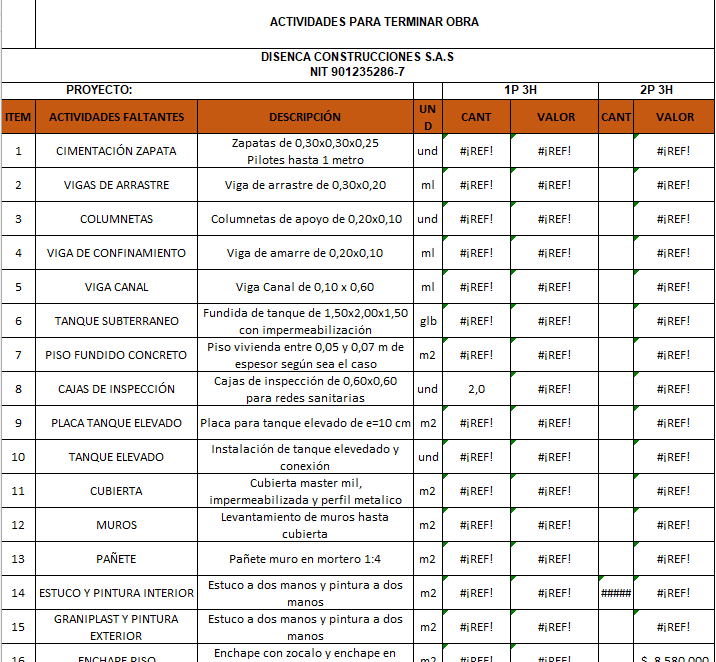 ACTIVIDADES PARA TERMINAR OBRA
DISENCA CONSTRUCCIONES S.A.S
NIT 901235286-7
PROYECTO: 1P 3H 2P 3H
ITEM ACTIVIDADES FALTANTES DESCRIPCIÓN UN D CANT VALOR CANT VALOR
1 CIMENTACIÓN ZAPATA Zapatas de 0,30x0,30x0,25 Pilotes hasta 1 metro und #¡REF! #¡REF! #¡REF!
2 VIGAS DE ARRASTRE Viga de arrastre de 0,30x0,20 ml #¡REF! #¡REF! #¡REF!
3 COLUMNETAS Columnetas de apoyo de 0,20x0,10 und #¡REF! #¡REF! #¡REF!
4 VIGA DE CONFINAMIENTO Viga de amarre de 0,20x0,10 ml #¡REF! #¡REF! #¡REF!
5 VIGA CANAL Viga Canal de 0,10 x 0,60 ml #¡REF! #¡REF! #¡REF!
6 TANQUE SUBTERRANEO Fundida de tanque de 1,50x2,00x1,50 con impermeabilización glb #¡REF! #¡REF! #¡REF!
7 PISO FUNDIDO CONCRETO Piso vivienda entre 0,05 y 0,07 m de espesor según sea el caso m2 #¡REF! #¡REF! #¡REF!
8 CAJAS DE INSPECCIÓN Cajas de inspección de 0,60x0,60 para redes sanitarias und 2,0 #¡REF! #¡REF!
9 PLACA TANQUE ELEVADO Placa para tanque elevado de e=10 cm m2 #¡REF! #¡REF! #¡REF!
10 TANQUE ELEVADO Instalación de tanque elevedado y conexión und #¡REF! #¡REF! #¡REF!
11 CUBIERTA Cubierta master mil, impermeabilizada y perfil metalico m2 #¡REF! #¡REF! #¡REF!
12 MUROS Levantamiento de muros hasta cubierta m2 #¡REF! #¡REF! #¡REF!
13 PAÑETE Pañete muro en mortero 1:4 m2 #¡REF! #¡REF! #¡REF!
14 ESTUCO Y PINTURA INTERIOR Estuco a dos manos y pintura a dos manos m2 #¡REF! #¡REF! ##### #¡REF!
15 GRANIPLAST Y PINTURA EXTERIOR Estuco a dos manos y pintura a dos manos m2 #¡REF! #¡REF! #¡REF!
16 ENCHAPE PISO Enchape con zocalo y enchape en m2 #¡REF! #¡REF! $ 8.580.000